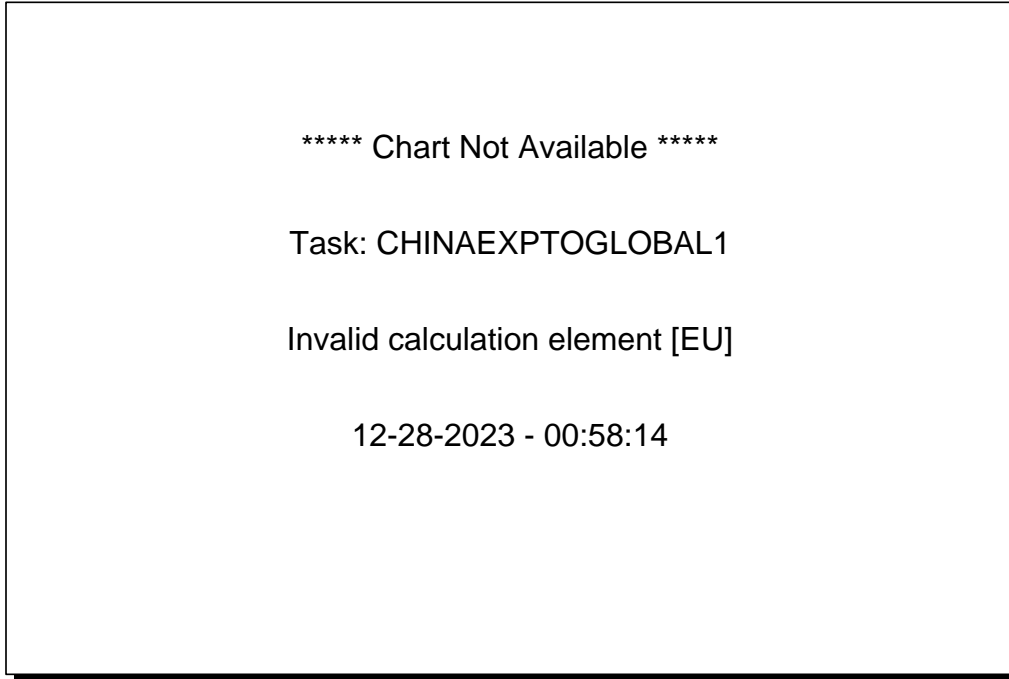 ***** Chart Not Available *****
Task: CHINAEXPTOGLOBAL1
Invalid calculation element [EU]
12-28-2023 - 00:58:14